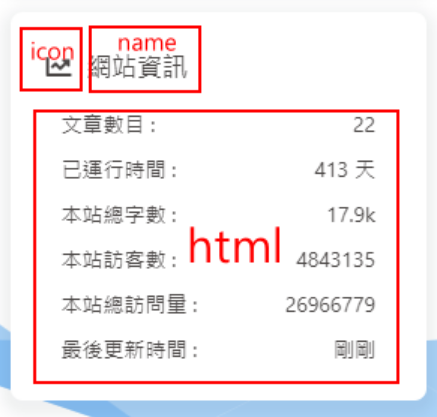 icon name
網站資訊
文章數目 : 22
已運行時間 : 413 天
本站總字數 : 17.9k
html
本站訪客數 : 4843135
本站總訪問量 : 26966779
最後更新時間 : 剛剛